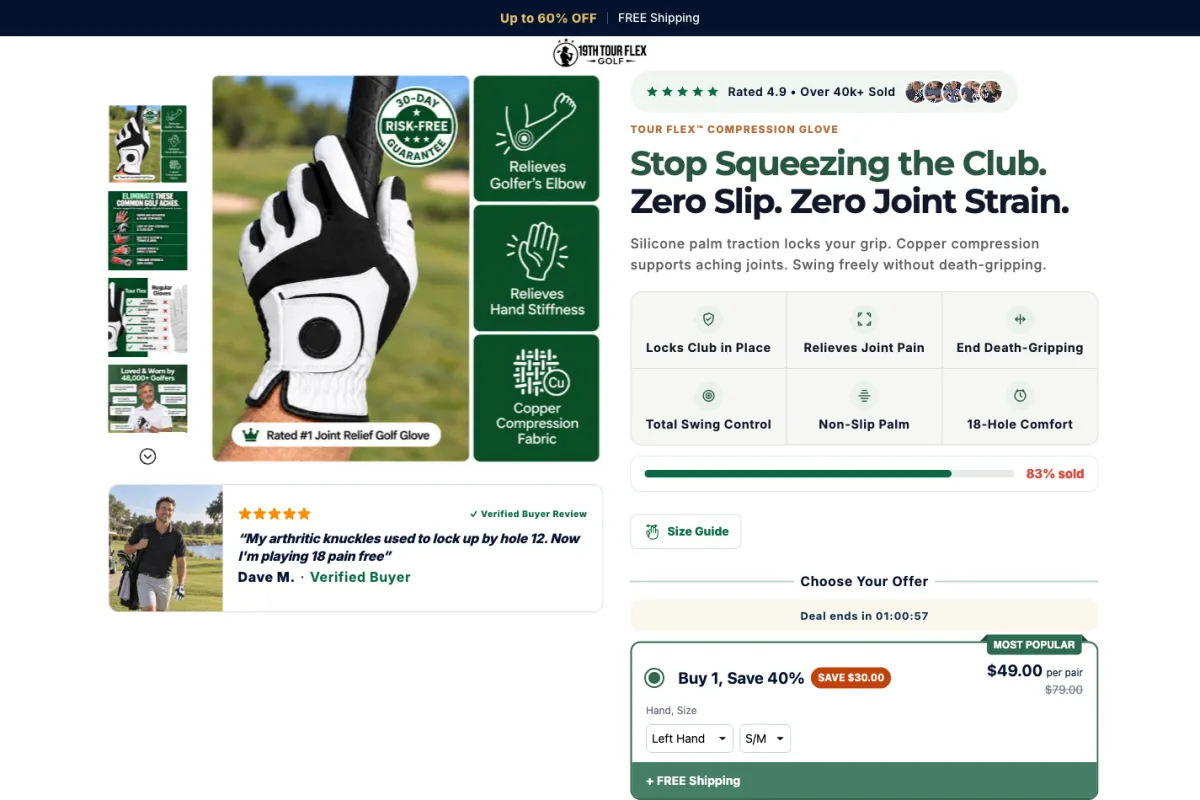 Up to 60% OFF
FREE Shipping
19TH TOUR FLEX
GOLF
30-DAY
RISK-FREE
GUARANTEE
Relieves
Golfer's Elbow
Relieves
Hand Stiffness
Cu
Copper
Compression
Fabric
Rated #1 Joint Relief Golf Glove
ELIMINATE THESE
COMMON GOLF ACHES.
Tour Flex
Regular
Gloves
Loved & Worn by
48,000+ Golfers
✓ Verified Buyer Review
“My arthritic knuckles used to lock up by hole 12. Now
I'm playing 18 pain free”
Dave M. · Verified Buyer
★★★★★ Rated 4.9 • Over 40k+ Sold
TOUR FLEX™ COMPRESSION GLOVE
Stop Squeezing the Club.
Zero Slip. Zero Joint Strain.
Silicone palm traction locks your grip. Copper compression
supports aching joints. Swing freely without death-gripping.
Locks Club in Place
Relieves Joint Pain
End Death-Gripping
Total Swing Control
Non-Slip Palm
18-Hole Comfort
83% sold
Size Guide
Choose Your Offer
Deal ends in 01:00:57
MOST POPULAR
Buy 1, Save 40%
SAVE $30.00
$49.00 per pair
$79.00
Hand, Size
Left Hand
S/M
+ FREE Shipping